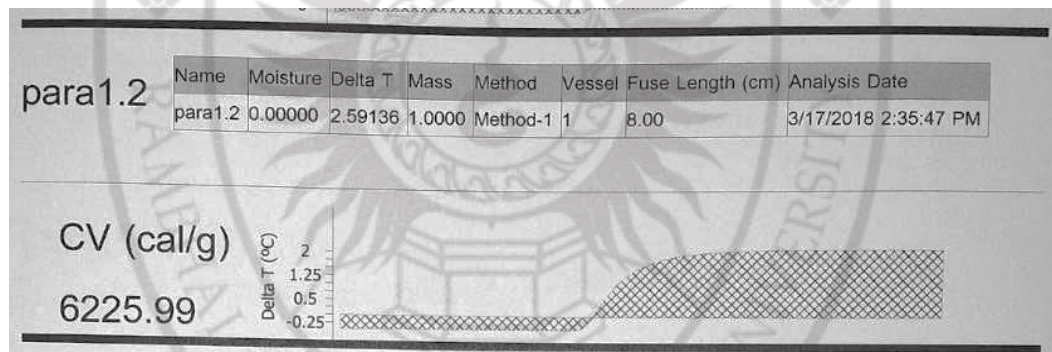 para1.2
Name Moisture Delta T Mass Method Vessel Fuse Length (cm) Analysis Date
para1.2 0.00000 2.59136 1.0000 Method-1 1 8.00 3/17/2018 2:35:47 PM
CV (cal/g)
6225.99
Delta T (ºC)
2
1.25
0.5
-0.25